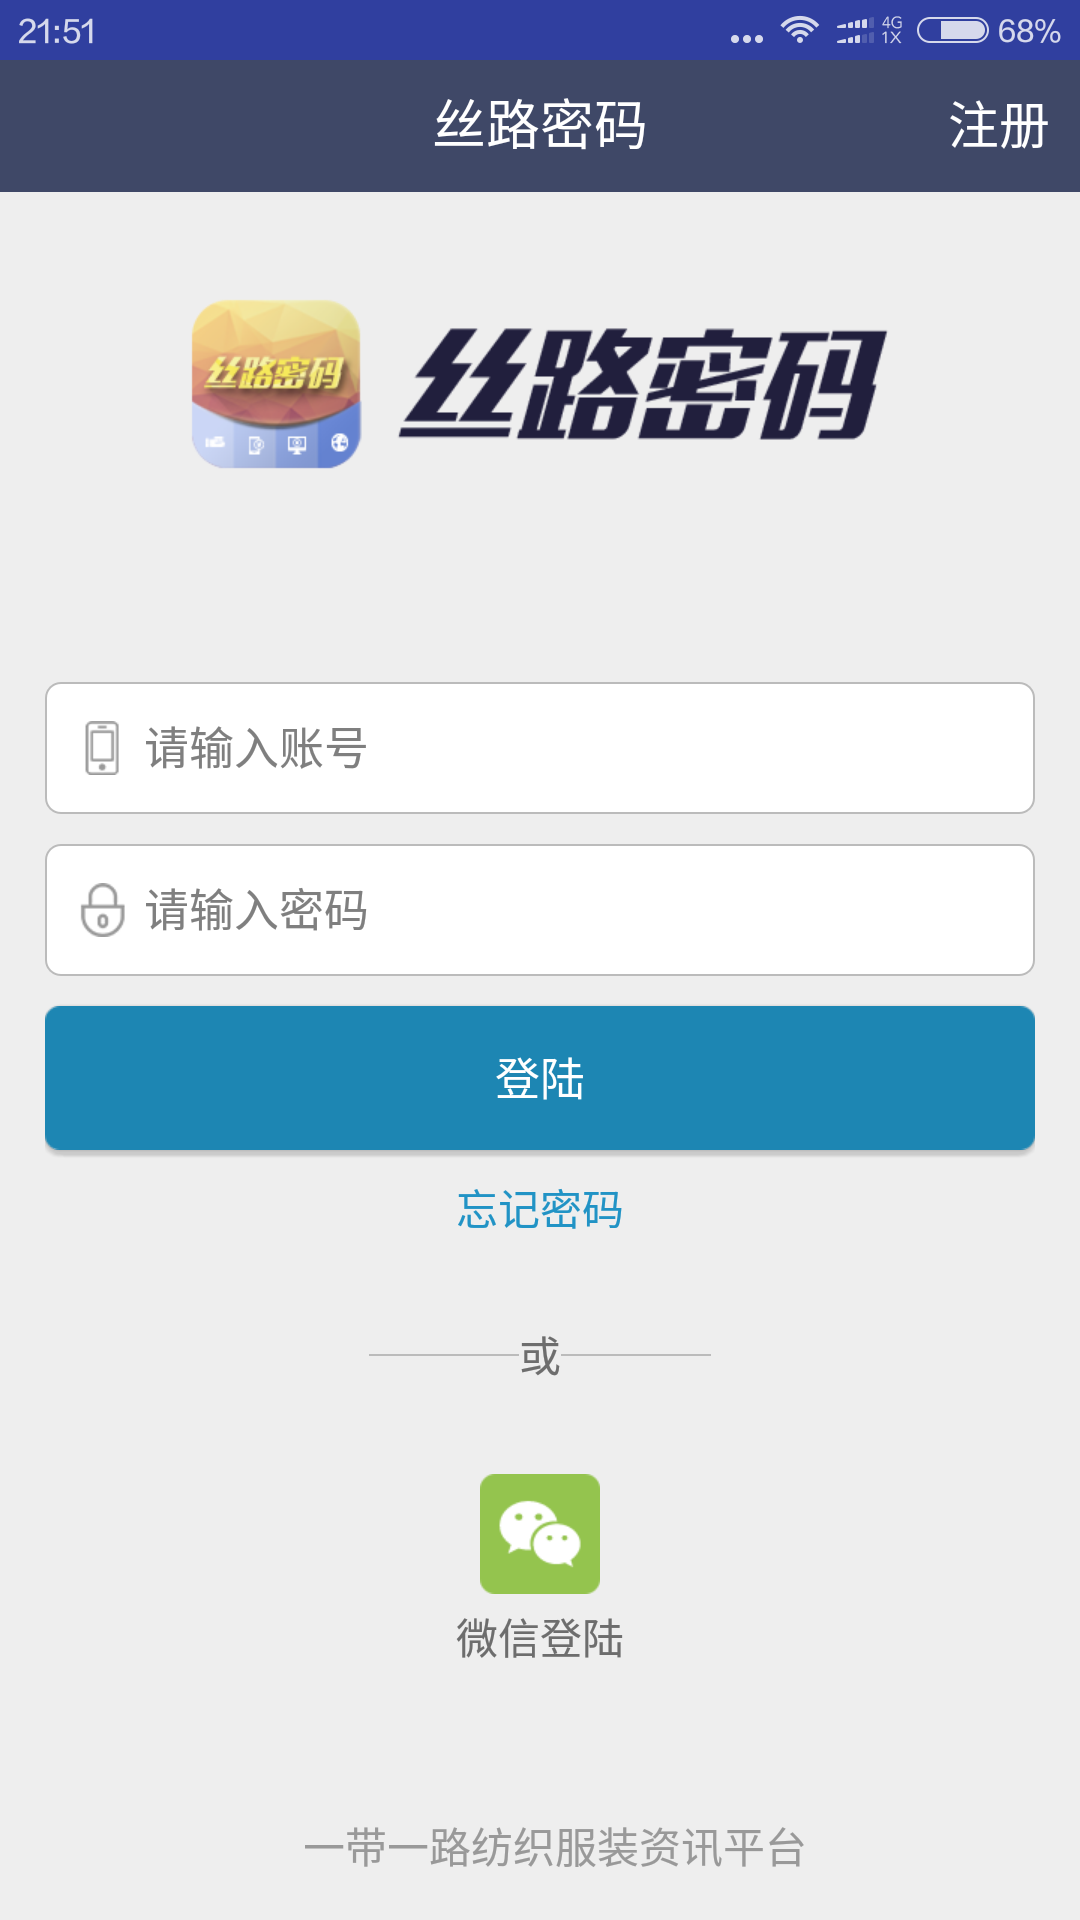 21:51
4G
1X
68%
丝路密码
注册
丝路密码
丝路密码
请输入账号
请输入密码
登陆
忘记密码
或
微信登陆
一带一路纺织服装资讯平台